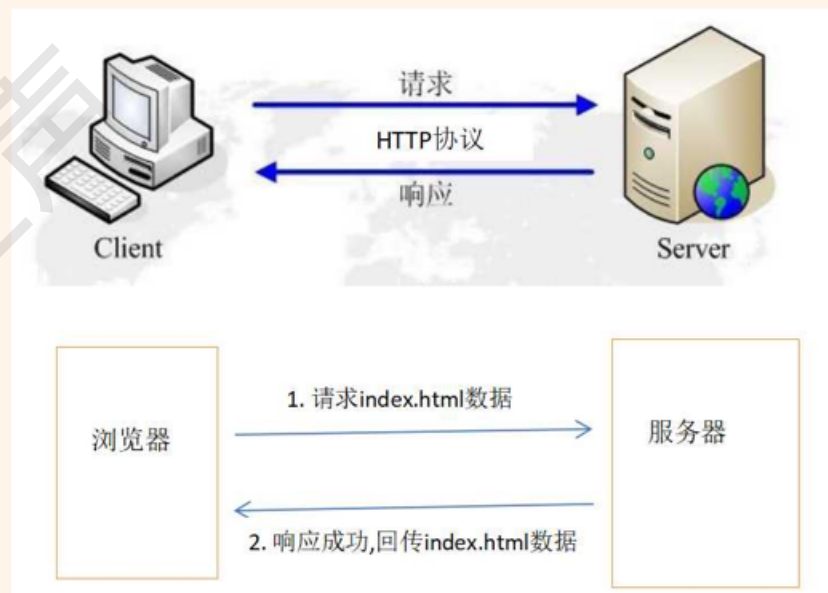 请求
HTTP协议
响应
Client
Server
1. 请求index.html数据
浏览器
服务器
2. 响应成功,回传index.html数据